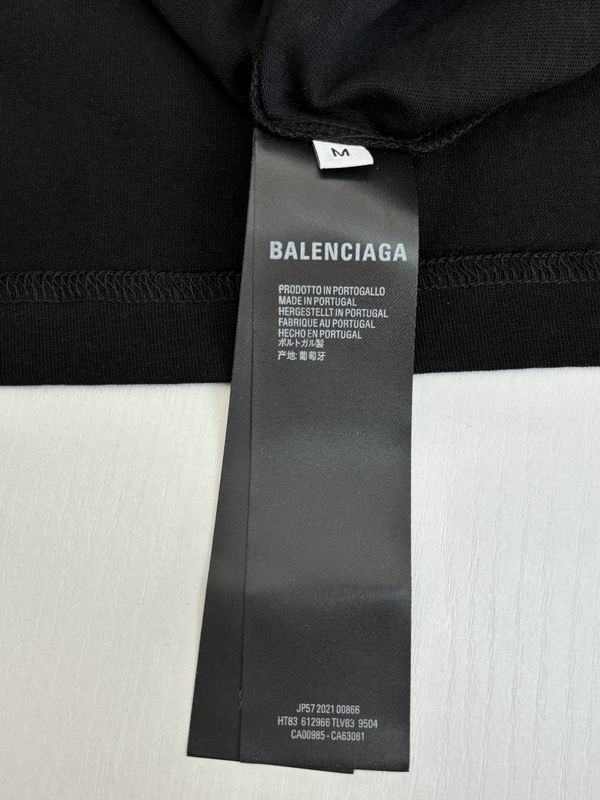 M
BALENCIAGA
PRODOTTO IN PORTOGALLO
MADE IN PORTUGAL
HERGESTELLT IN PORTUGAL
FABRIQUE AU PORTUGAL
HECHO EN PORTUGAL
ポルトガル製
产地: 葡萄牙
JP57 2021 00866
HT83 612966 TLV83 9504
CA00985 - CA63081